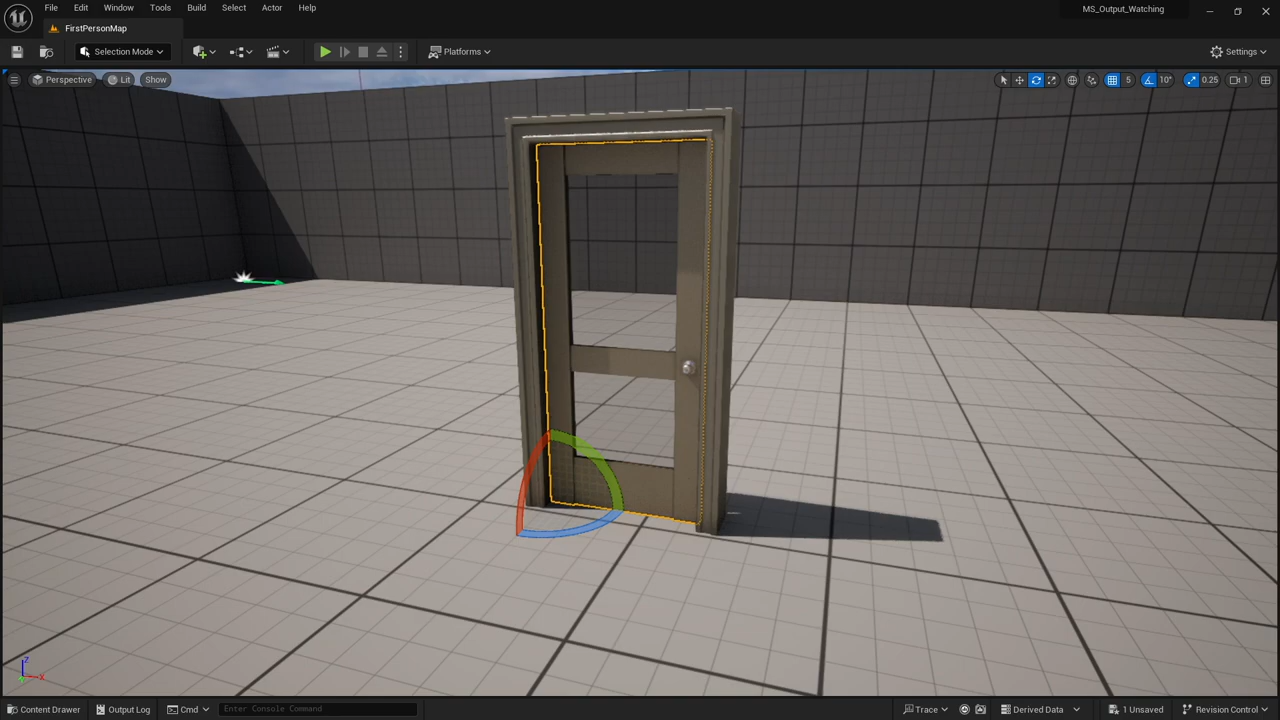 File Edit Window Tools Build Select Actor Help
MS_Output_Watching
FirstPersonMap
Selection Mode
Platforms
Settings
Perspective Lit Show
5 10° 0.25 1
Z
X
Content Drawer Output Log Cmd Enter Console Command Trace Derived Data 1 Unsaved Revision Control